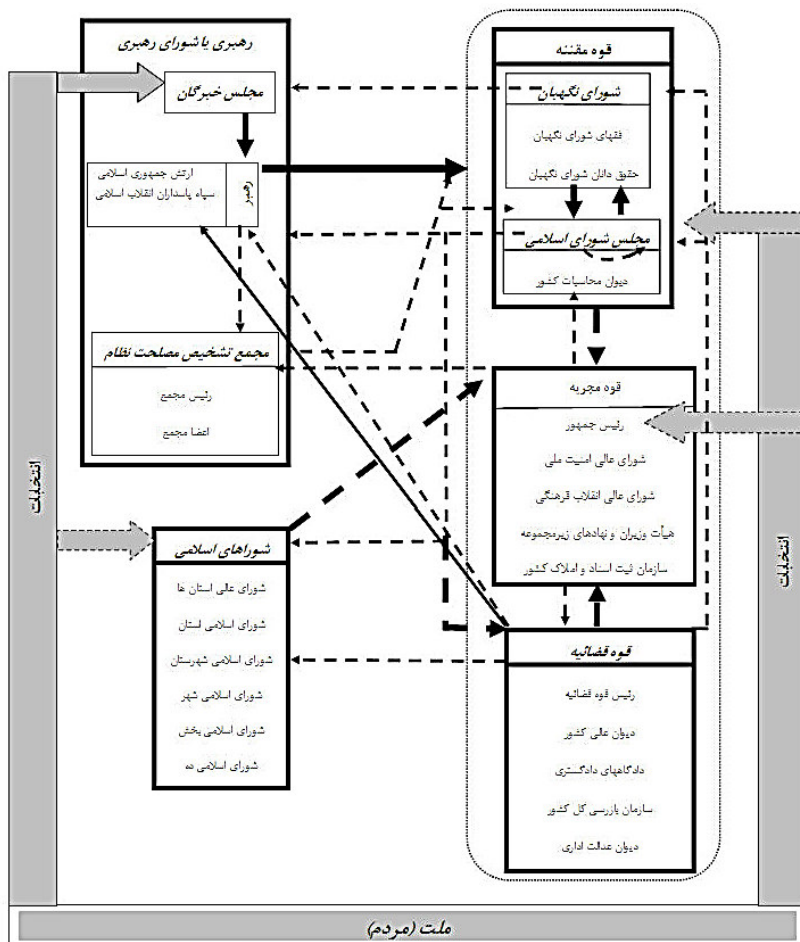 رهبری یا شورای رهبری
مجلس خبرگان
ارتش جمهوری اسلامی
سپاه پاسداران انقلاب اسلامی
رهبر
مجمع تشخیص مصلحت نظام
رئیس مجمع
اعضا مجمع
قوه مقننه
شورای نگهبان
فقهای شورای نگهبان
حقوق دانان شورای نگهبان
مجلس شورای اسلامی
دیوان محاسبات کشور
قوه مجریه
رئیس جمهور
شورای عالی امنیت ملی
شورای عالی انقلاب فرهنگی
هیأت وزیران و نهادهای زیرمجموعه
سازمان ثبت اسناد و املاک کشور
شوراهای اسلامی
شورای عالی استان ها
شورای اسلامی استان
شورای اسلامی شهرستان
شورای اسلامی شهر
شورای اسلامی بخش
شورای اسلامی ده
قوه قضائیه
رئیس قوه قضائیه
دیوان عالی کشور
دادگاههای دادگستری
سازمان بازرسی کل کشور
دیوان عدالت اداری
انتخابات
انتخابات
ملت (مردم)